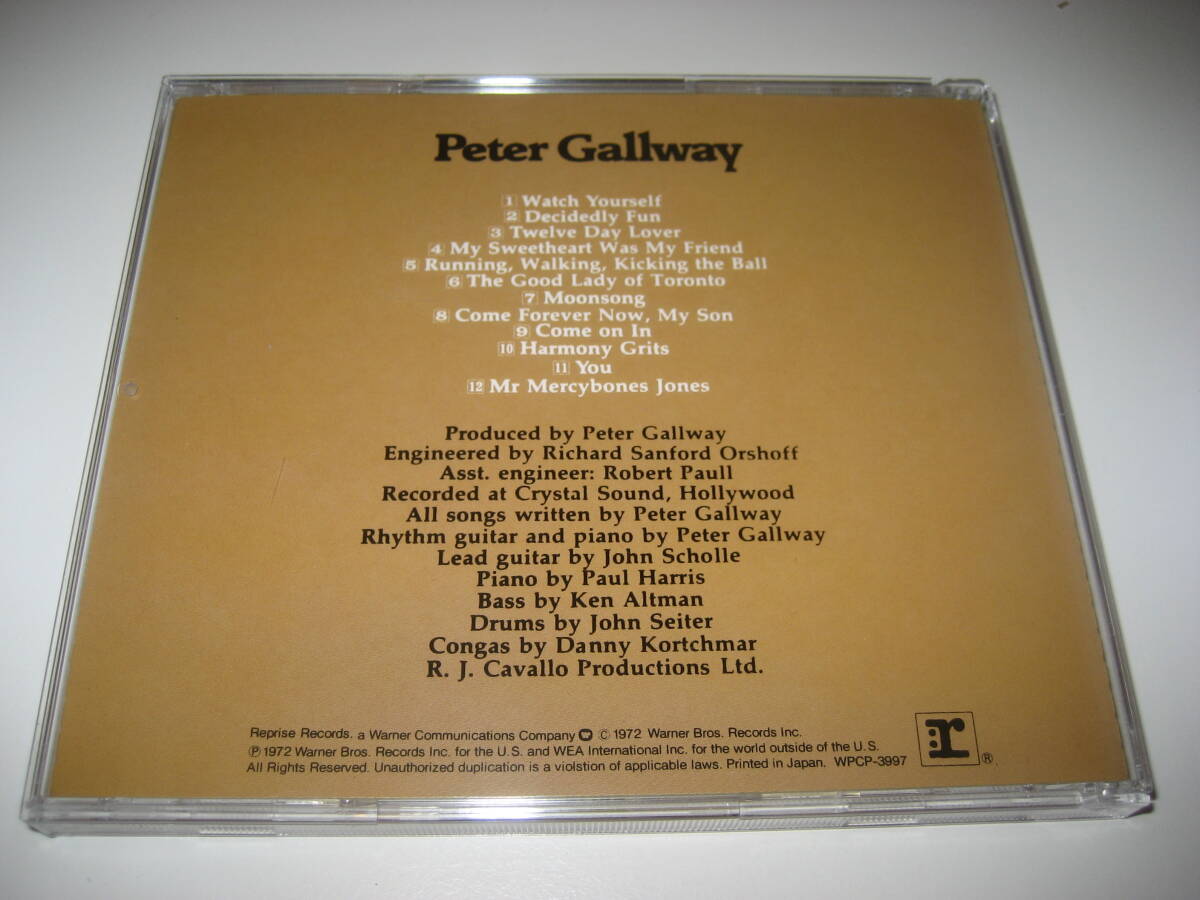 Peter Gallway
1 Watch Yourself
2 Decidedly Fun
3 Twelve Day Lover
4 My Sweetheart Was My Friend
5 Running, Walking, Kicking the Ball
6 The Good Lady of Toronto
7 Moonsong
8 Come Forever Now, My Son
9 Come on In
10 Harmony Grits
11 You
12 Mr Mercybones Jones
Produced by Peter Gallway
Engineered by Richard Sanford Orshoff
Asst. engineer: Robert Paull
Recorded at Crystal Sound, Hollywood
All songs written by Peter Gallway
Rhythm guitar and piano by Peter Gallway
Lead guitar by John Scholle
Piano by Paul Harris
Bass by Ken Altman
Drums by John Seiter
Congas by Danny Kortchmar
R. J. Cavallo Productions Ltd.
Reprise Records. a Warner Communications Company Ⓒ 1972 Warner Bros. Records Inc.
Ⓟ 1972 Warner Bros. Records Inc. for the U.S. and WEA International Inc. for the world outside of the U.S.
All Rights Reserved. Unauthorized duplication is a violstion of applicable laws. Printed in Japan. WPCP-3997
:r ®